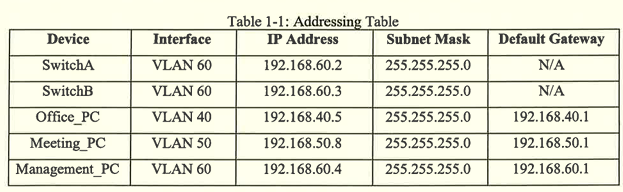 Table 1-1: Addressing Table
Device Interface IP Address Subnet Mask Default Gateway
SwitchA VLAN 60 192.168.60.2 255.255.255.0 N/A
SwitchB VLAN 60 192.168.60.3 255.255.255.0 N/A
Office_PC VLAN 40 192.168.40.5 255.255.255.0 192.168.40.1
Meeting_PC VLAN 50 192.168.50.8 255.255.255.0 192.168.50.1
Management_PC VLAN 60 192.168.60.4 255.255.255.0 192.168.60.1